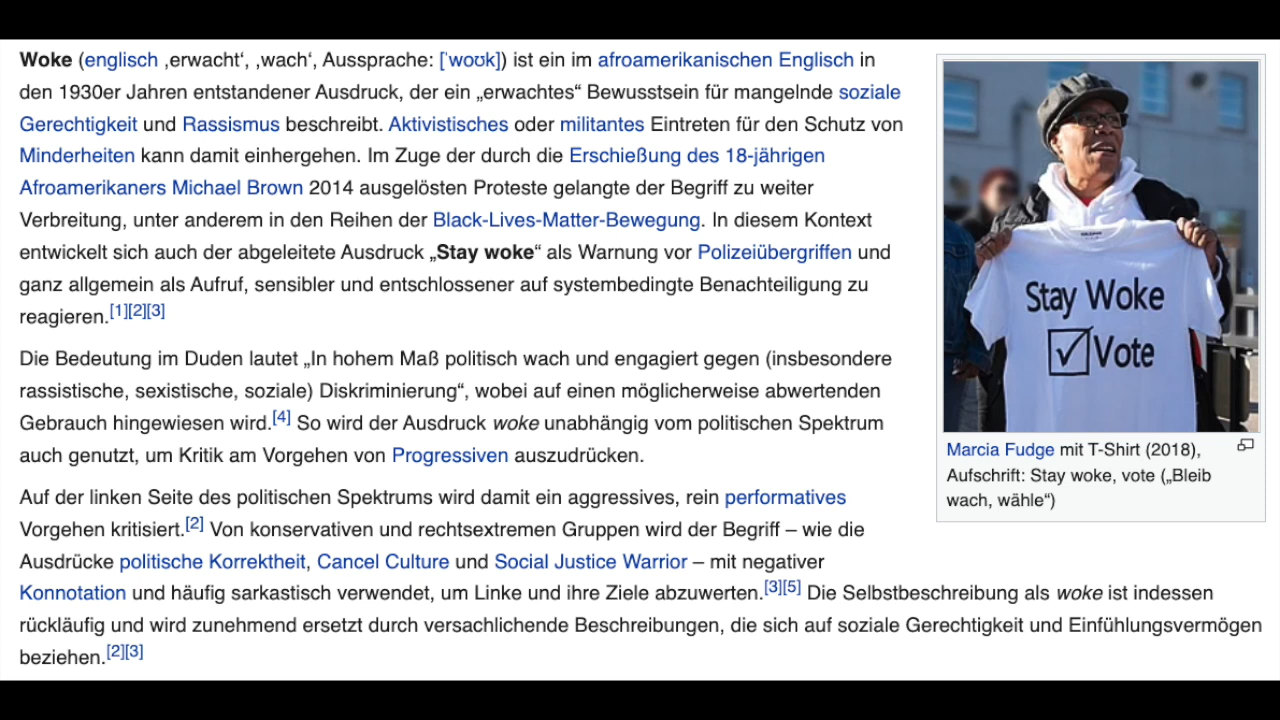 Woke (englisch ‚erwacht‘, ‚wach‘, Aussprache: [ˈwoʊk]) ist ein im afroamerikanischen Englisch in
den 1930er Jahren entstandener Ausdruck, der ein „erwachtes“ Bewusstsein für mangelnde soziale
Gerechtigkeit und Rassismus beschreibt. Aktivistisches oder militantes Eintreten für den Schutz von
Minderheiten kann damit einhergehen. Im Zuge der durch die Erschießung des 18-jährigen
Afroamerikaners Michael Brown 2014 ausgelösten Proteste gelangte der Begriff zu weiter
Verbreitung, unter anderem in den Reihen der Black-Lives-Matter-Bewegung. In diesem Kontext
entwickelt sich auch der abgeleitete Ausdruck „Stay woke“ als Warnung vor Polizeiübergriffen und
ganz allgemein als Aufruf, sensibler und entschlossener auf systembedingte Benachteiligung zu
reagieren.[1][2][3]
Die Bedeutung im Duden lautet „In hohem Maß politisch wach und engagiert gegen (insbesondere
rassistische, sexistische, soziale) Diskriminierung“, wobei auf einen möglicherweise abwertenden
Gebrauch hingewiesen wird.[4] So wird der Ausdruck woke unabhängig vom politischen Spektrum
auch genutzt, um Kritik am Vorgehen von Progressiven auszudrücken.
Auf der linken Seite des politischen Spektrums wird damit ein aggressives, rein performatives
Vorgehen kritisiert.[2] Von konservativen und rechtsextremen Gruppen wird der Begriff – wie die
Ausdrücke politische Korrektheit, Cancel Culture und Social Justice Warrior – mit negativer
Konnotation und häufig sarkastisch verwendet, um Linke und ihre Ziele abzuwerten.[3][5] Die Selbstbeschreibung als woke ist indessen
rückläufig und wird zunehmend ersetzt durch versachlichende Beschreibungen, die sich auf soziale Gerechtigkeit und Einfühlungsvermögen
beziehen.[2][3]
Stay Woke
Vote
Marcia Fudge mit T-Shirt (2018),
Aufschrift: Stay woke, vote („Bleib
wach, wähle“)